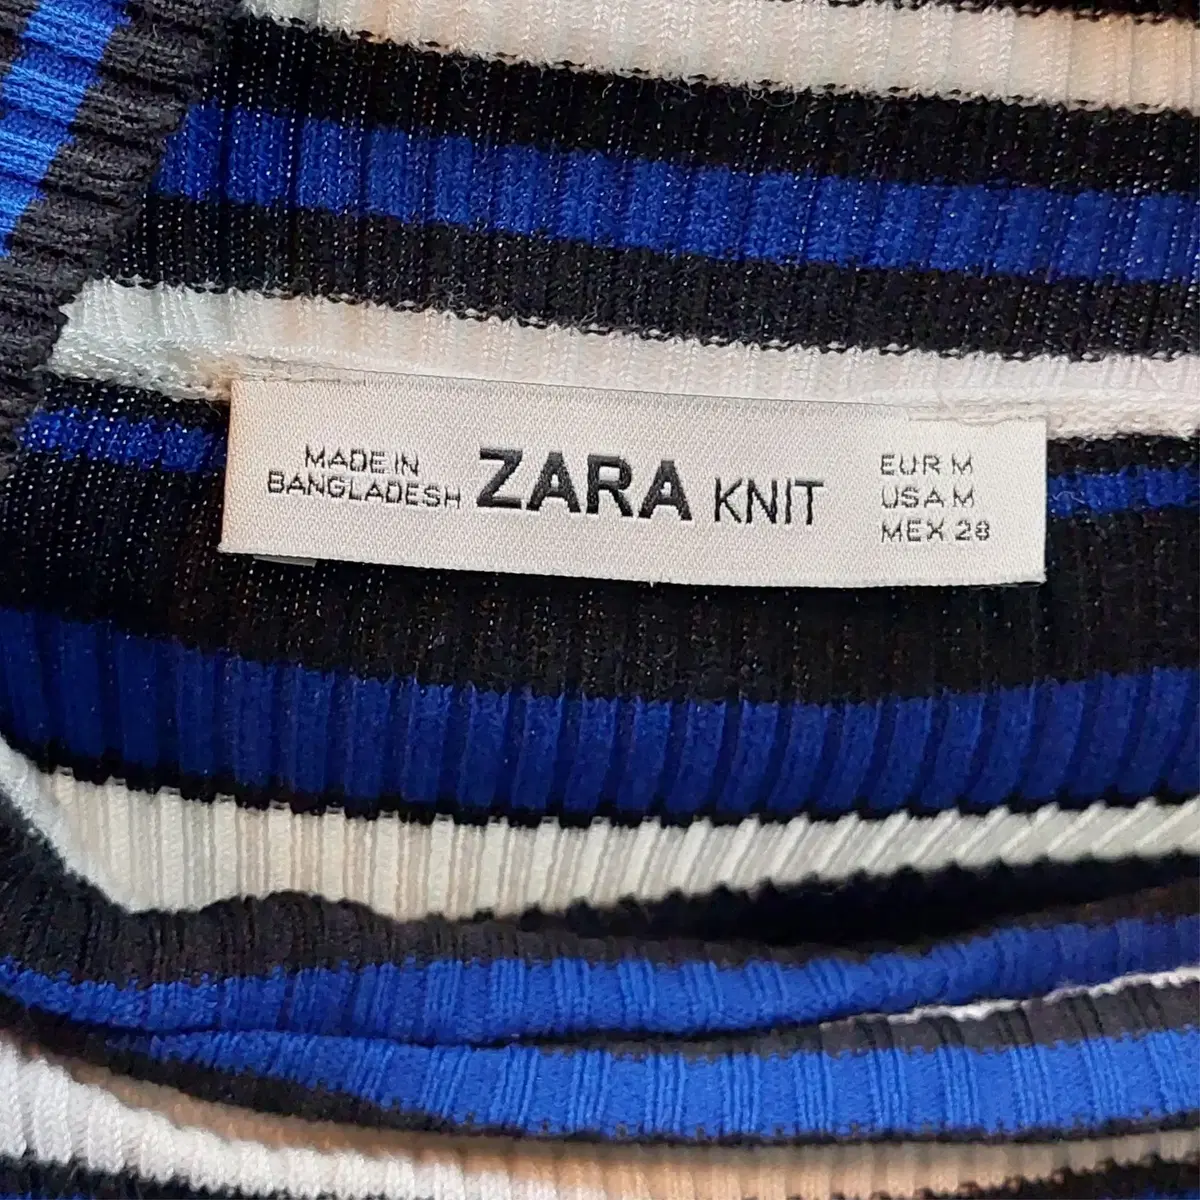 MADE IN
BANGLADESH
ZARA KNIT
EUR M
USA M
MEX 28